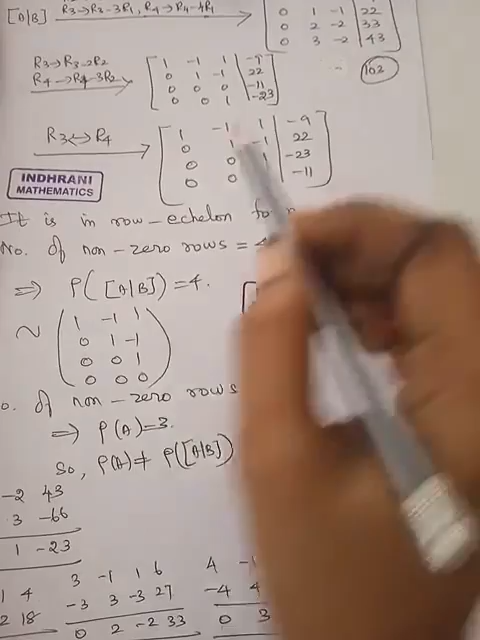 [A|B] R3→R3-3R1, R4→R4-4R1
0 1 -1 22
0 2 -2 33
0 3 -2 43
102
R3→R3-R2
R4→R4-3R2
1 -1 1 -9
0 1 -1 22
0 0 0 -11
0 0 1 -23
R3↔R4
1 -1 1 -9
0 1 -1 22
0 0 1 -23
0 0 0 -11
INDHRANI
MATHEMATICS
It is in row-echelon
No. of non-zero rows =
⇒ ρ([A|B]) = 4.
~ 1 -1 1
0 1 -1
0 0 1
0 0 0
o. of non-zero rows
⇒ ρ(A)=3.
So, ρ(A) ≠ ρ([A|B])
-2 43
3 -66
1 -23
1 4
2 18
3 -1 1 6
-3 3 -3 27
0 2 -2 33
4
-4 4
0 3